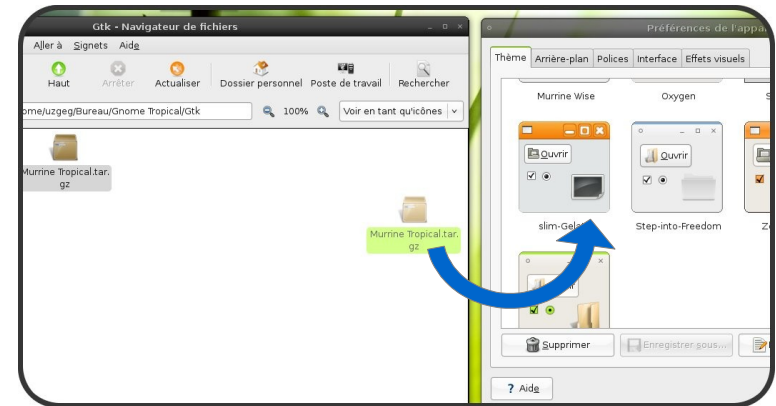 Gtk - Navigateur de fichiers
Aller à Signets Aide
Haut Arrêter Actualiser Dossier personnel Poste de travail Rechercher
ome/uzgeg/Bureau/Gnome Tropical/Gtk 100% Voir en tant qu'icônes
Murrine Tropical.tar.
gz
Murrine Tropical.tar.
gz
Préférences de l'appa
Thème Arrière-plan Polices Interface Effets visuels
Murrine Wise Oxygen
Ouvrir Ouvrir
slim-Gela Step-into-Freedom
Supprimer Enregistrer sous...
? Aide